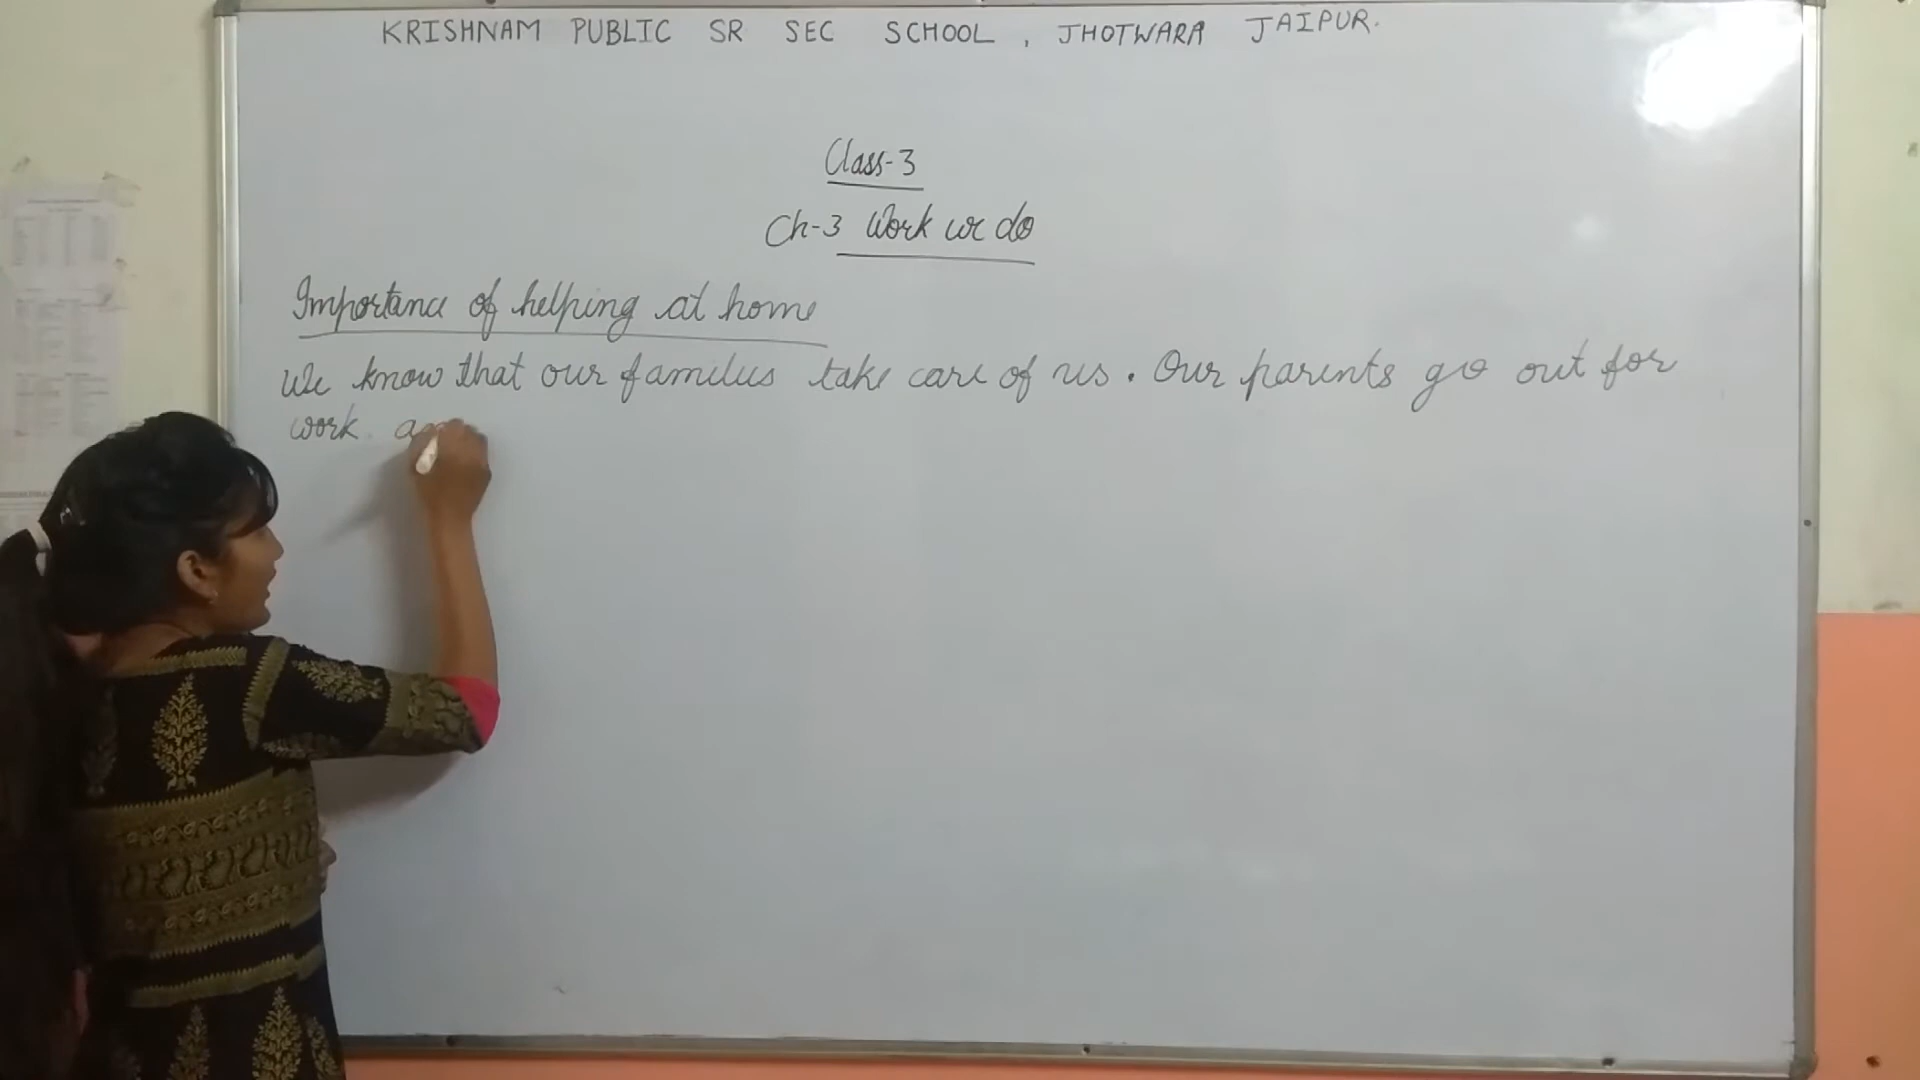 KRISHNAM PUBLIC SR SEC SCHOOL, JHOTWARA JAIPUR.
Class-3
Ch-3 Work we do
Importance of helping at home
We know that our families take care of us. Our parents go out for
work